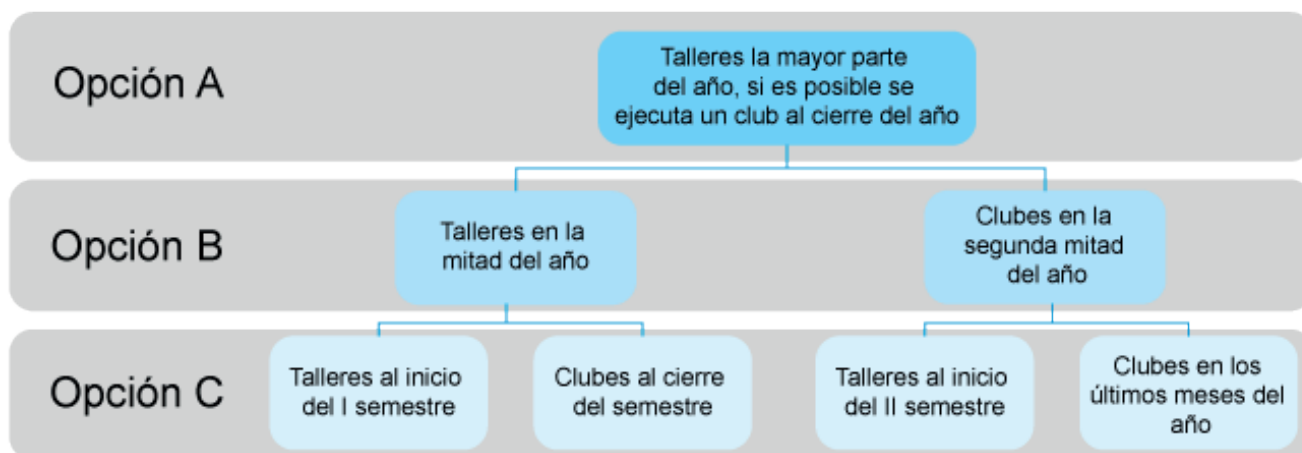 Opción A
Talleres la mayor parte
del año, si es posible se
ejecuta un club al cierre del año
Opción B
Talleres en la
mitad del año
Clubes en la
segunda mitad
del año
Opción C
Talleres al inicio
del I semestre
Clubes al cierre
del semestre
Talleres al inicio
del II semestre
Clubes en los
últimos meses del
año